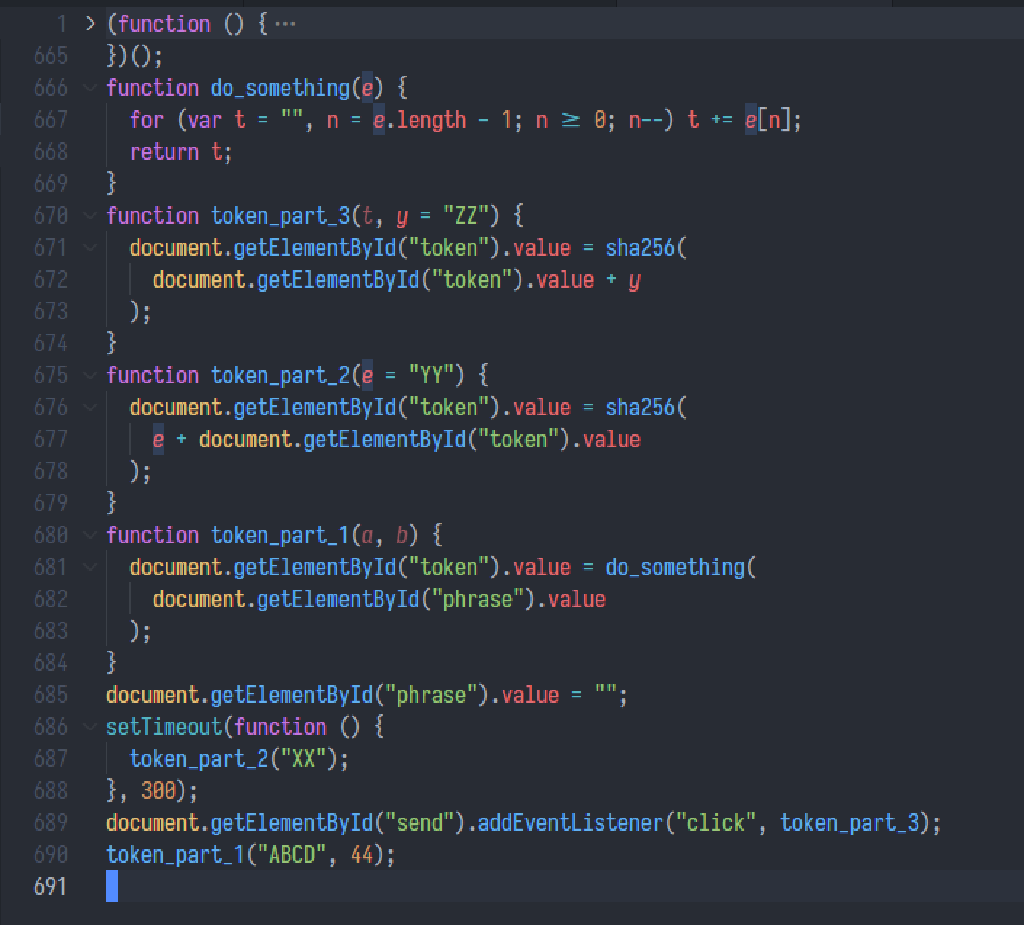 1 > (function () { ···
665 })();
666 function do_something(e) {
667 for (var t = "", n = e.length - 1; n ≥ 0; n--) t += e[n];
668 return t;
669 }
670 function token_part_3(t, y = "ZZ") {
671 document.getElementById("token").value = sha256(
672 document.getElementById("token").value + y
673 );
674 }
675 function token_part_2(e = "YY") {
676 document.getElementById("token").value = sha256(
677 e + document.getElementById("token").value
678 );
679 }
680 function token_part_1(a, b) {
681 document.getElementById("token").value = do_something(
682 document.getElementById("phrase").value
683 );
684 }
685 document.getElementById("phrase").value = "";
686 setTimeout(function () {
687 token_part_2("XX");
688 }, 300);
689 document.getElementById("send").addEventListener("click", token_part_3);
690 token_part_1("ABCD", 44);
691